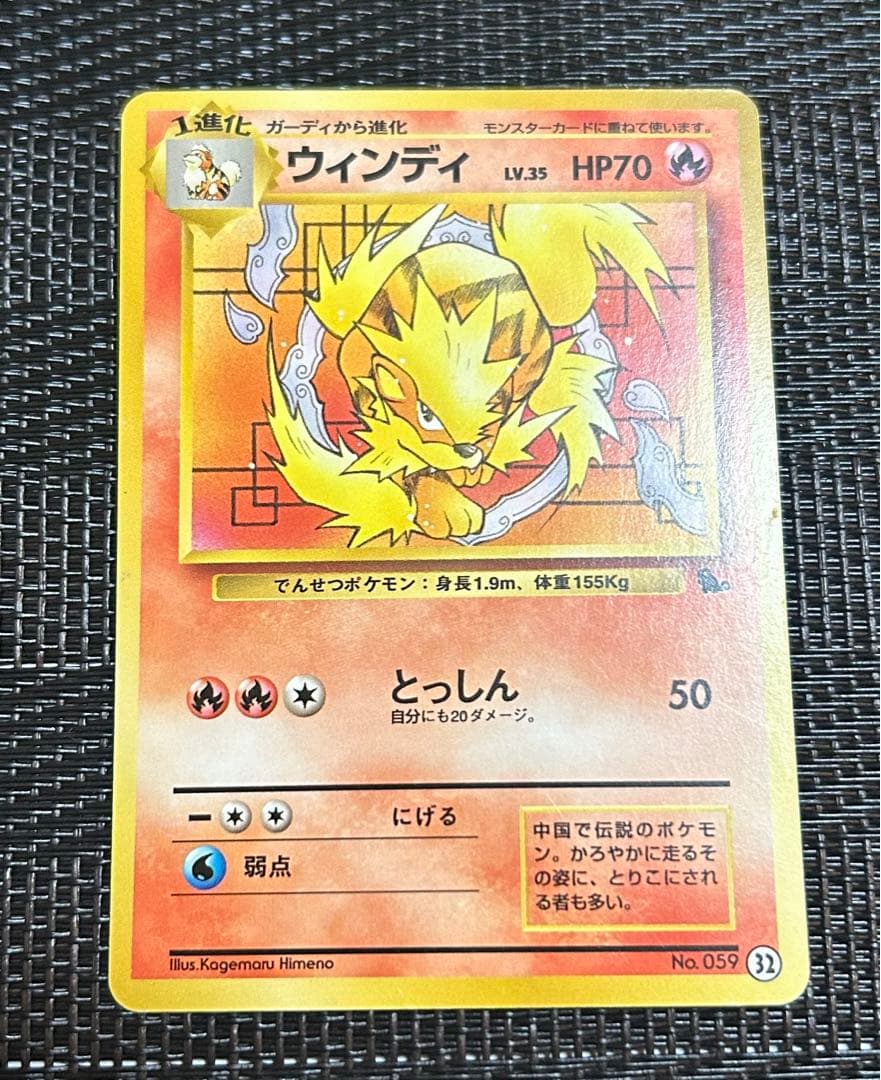 1進化 ガーディから進化 モンスターカードに重ねて使います。
ウィンディ LV.35 HP70
でんせつポケモン：身長1.9m、体重155Kg
とっしん 50
自分にも20ダメージ。
にげる
弱点
中国で伝説のポケモ
ン。かろやかに走るそ
の姿に、とりこにされ
る者も多い。
Illus.Kagemaru Himeno No. 059 32